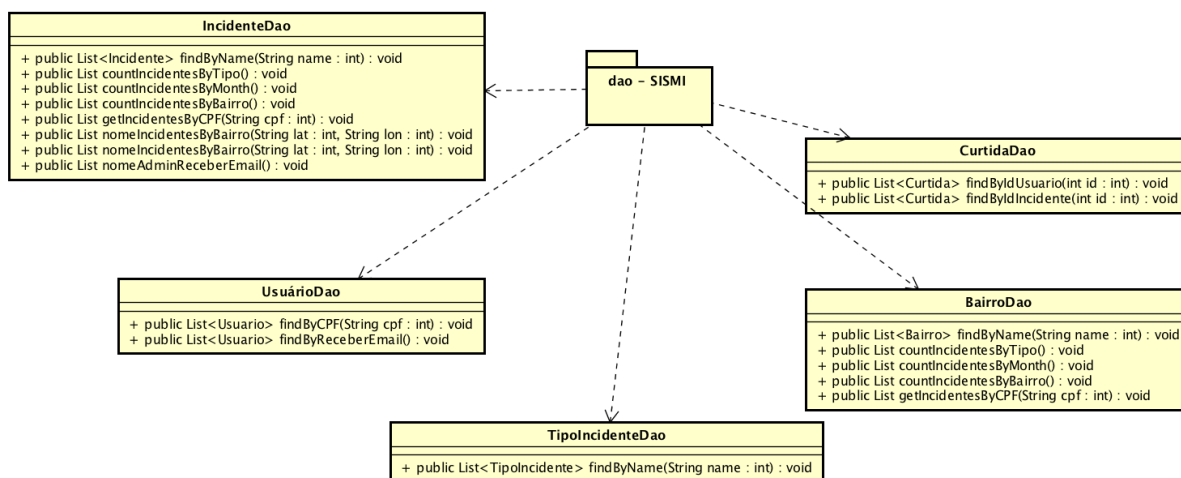 IncidenteDao
+ public List<Incidente> findByName(String name : int) : void
+ public List countIncidentesByTipo() : void
+ public List countIncidentesByMonth() : void
+ public List countIncidentesByBairro() : void
+ public List getIncidentesByCPF(String cpf : int) : void
+ public List nomeIncidentesByBairro(String lat : int, String lon : int) : void
+ public List nomeIncidentesByBairro(String lat : int, String lon : int) : void
+ public List nomeAdminReceberEmail() : void
dao - SISMI
CurtidaDao
+ public List<Curtida> findByIdUsuario(int id : int) : void
+ public List<Curtida> findByIdIncidente(int id : int) : void
UsuárioDao
+ public List<Usuario> findByCPF(String cpf : int) : void
+ public List<Usuario> findByReceberEmail() : void
BairroDao
+ public List<Bairro> findByName(String name : int) : void
+ public List countIncidentesByTipo() : void
+ public List countIncidentesByMonth() : void
+ public List countIncidentesByBairro() : void
+ public List getIncidentesByCPF(String cpf : int) : void
TipoIncidenteDao
+ public List<TipoIncidente> findByName(String name : int) : void